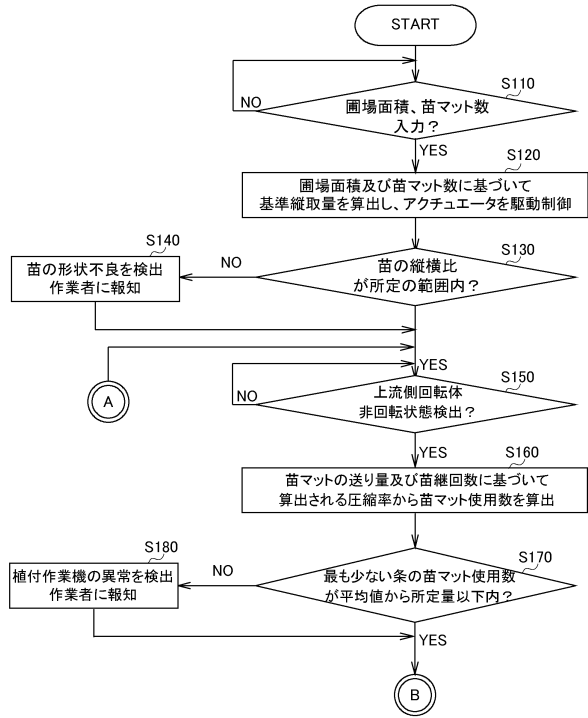 START
S110
圃場面積、苗マット数
入力？
NO
YES
S120
圃場面積及び苗マット数に基づいて
基準縦取量を算出し、アクチュエータを駆動制御
S130
苗の縦横比
が所定の範囲内？
NO
S140
苗の形状不良を検出
作業者に報知
YES
A
S150
上流側回転体
非回転状態検出？
NO
YES
S160
苗マットの送り量及び苗継回数に基づいて
算出される圧縮率から苗マット使用数を算出
S170
最も少ない条の苗マット使用数
が平均値から所定量以下内？
NO
S180
植付作業機の異常を検出
作業者に報知
YES
B